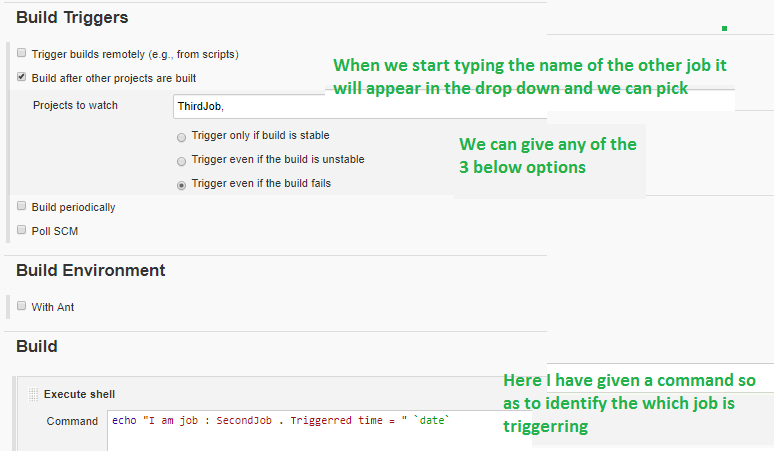 Build Triggers
Trigger builds remotely (e.g., from scripts)
When we start typing the name of the other job it
will appear in the drop down and we can pick
Build after other projects are built
Projects to watch
ThirdJob,
Trigger only if build is stable
Trigger even if the build is unstable
Trigger even if the build fails
We can give any of the
3 below options
Build periodically
Poll SCM
Build Environment
With Ant
Build
Here I have given a command so
as to identify the which job is
triggerring
Execute shell
Command
echo "I am job : SecondJob . Triggerred time = " `date`